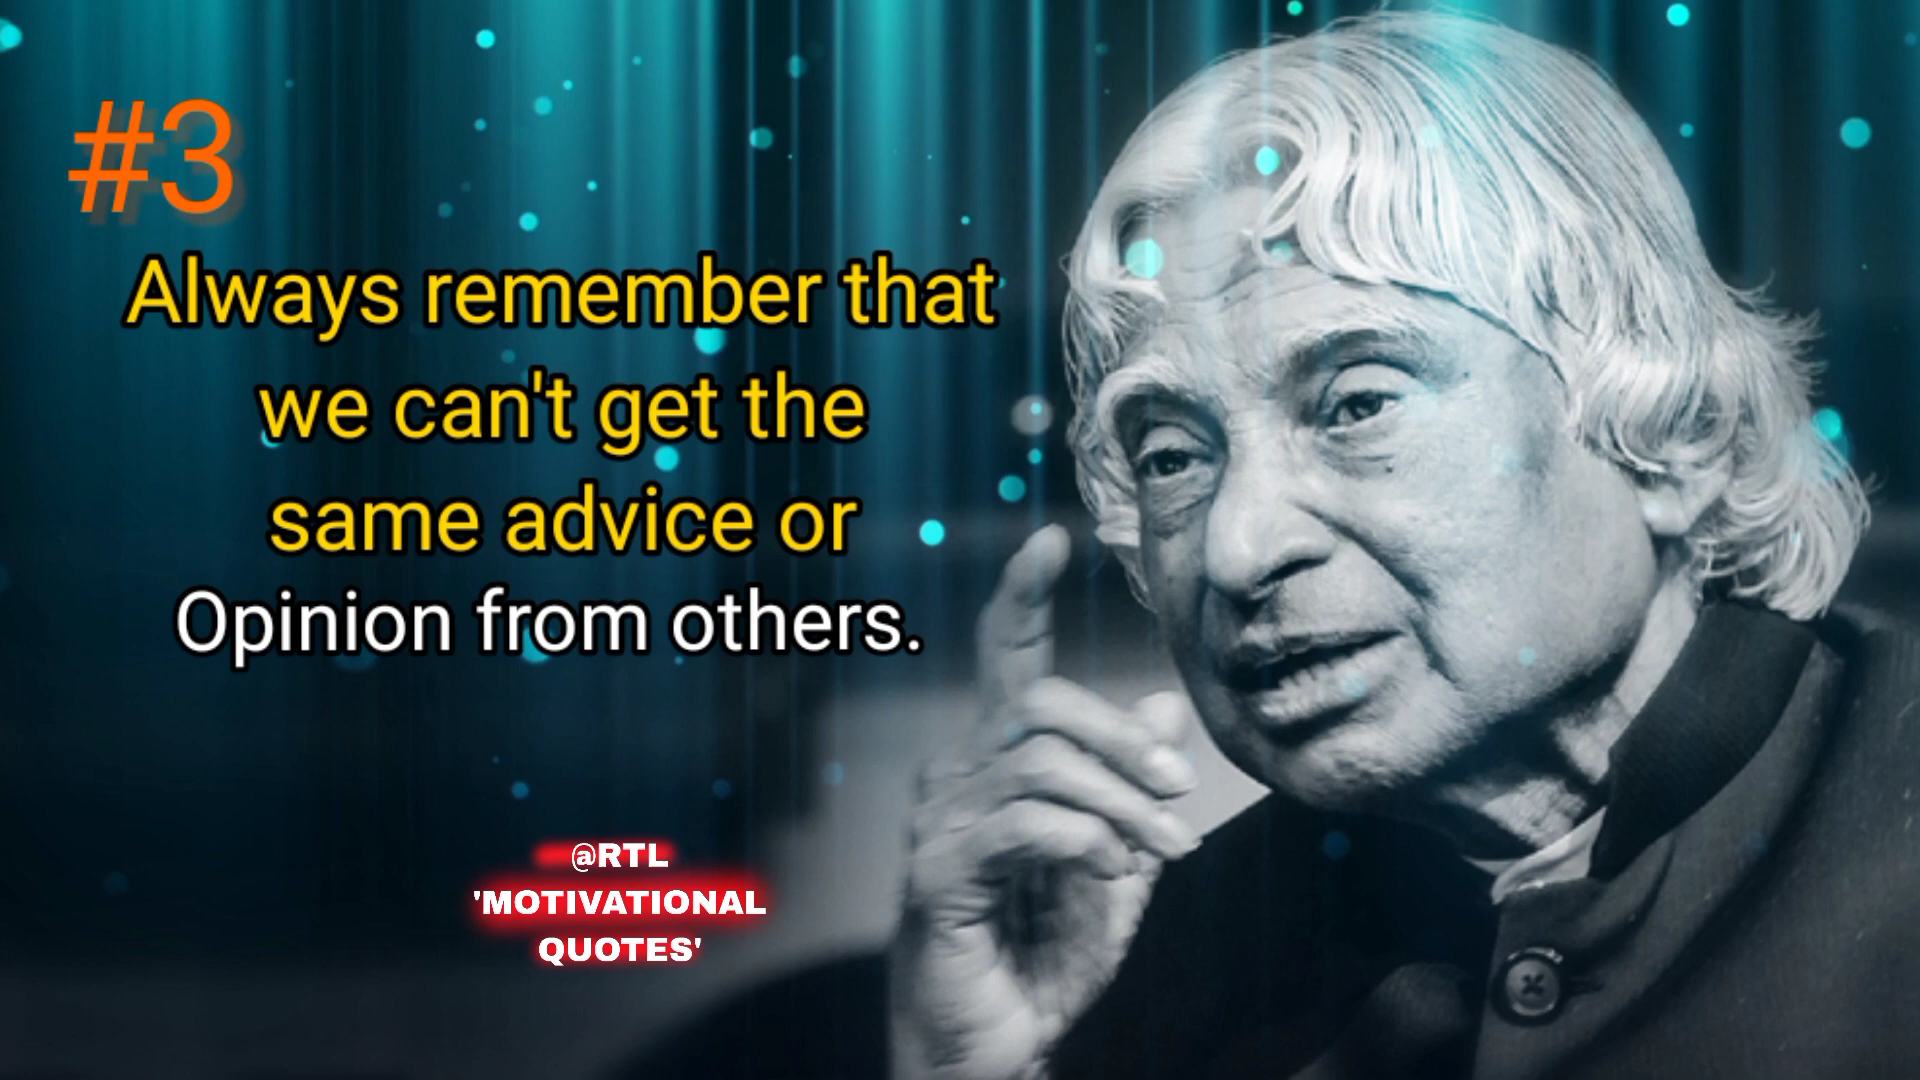 #3
Always remember that
we can't get the
same advice or
Opinion from others.
@RTL
'MOTIVATIONAL
QUOTES'